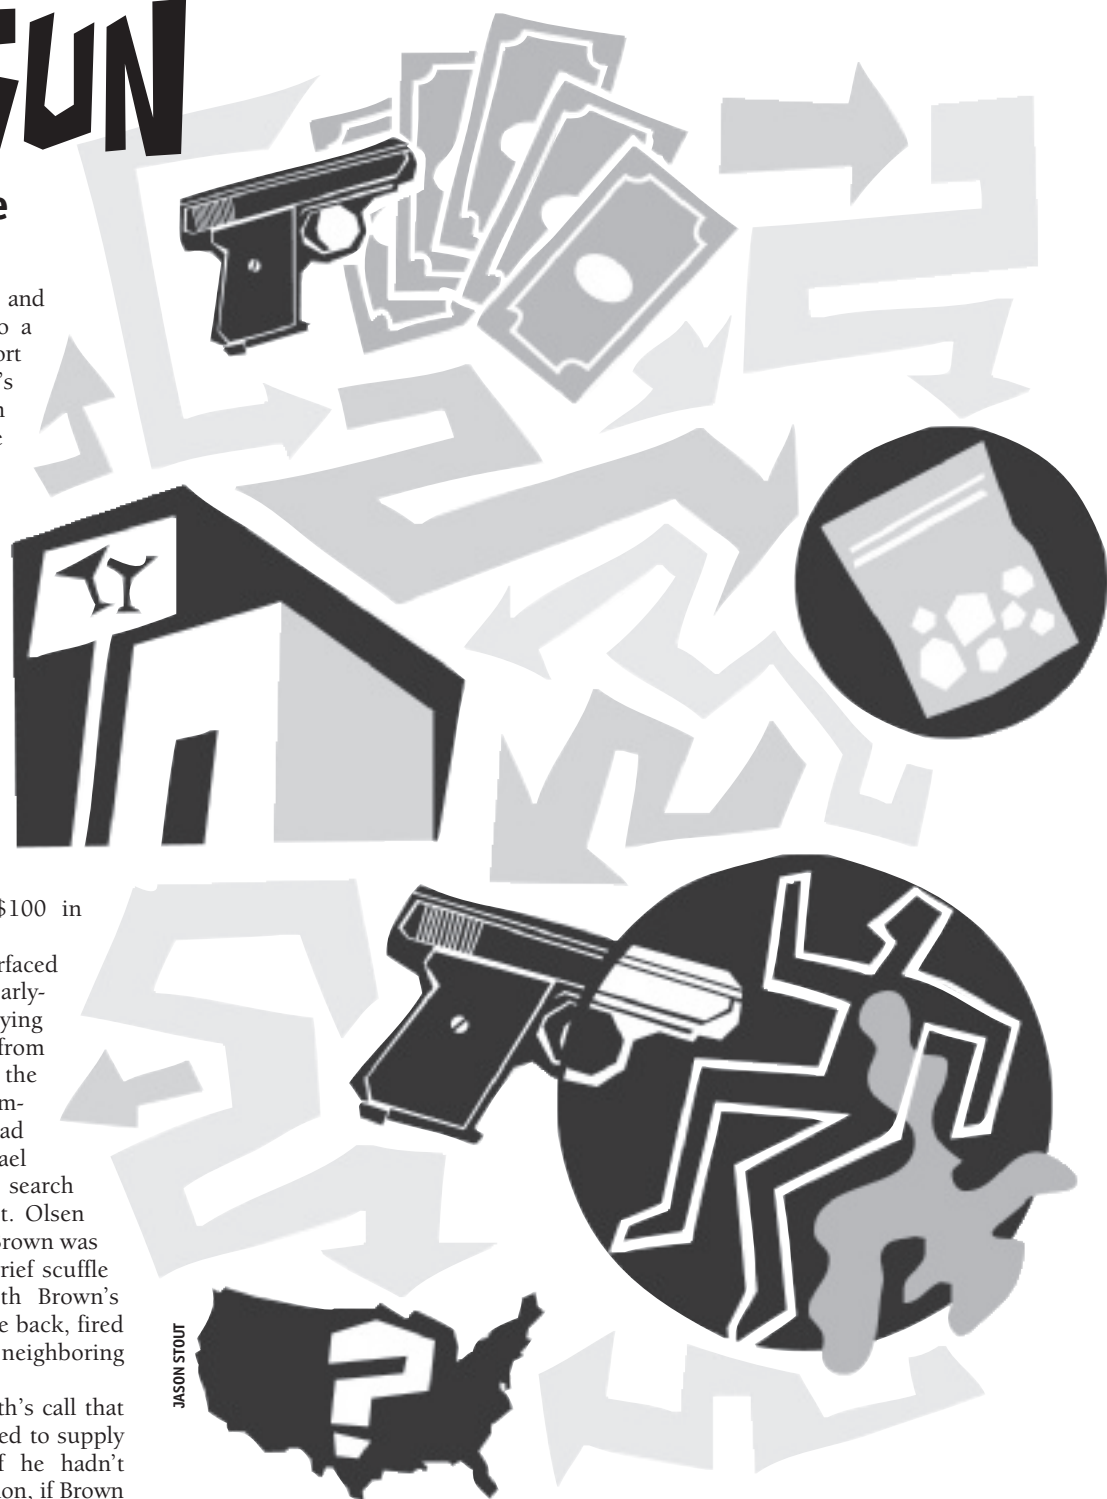 GUN
e
and
o a
ort
's
n
e
$100 in
rfaced
arly-
ying
from
the
m-
ad
ael
search
t. Olsen
Brown was
rief scuffle
th Brown's
e back, fired
neighboring
th's call that
ed to supply
f he hadn't
ion, if Brown
JASON STOUT